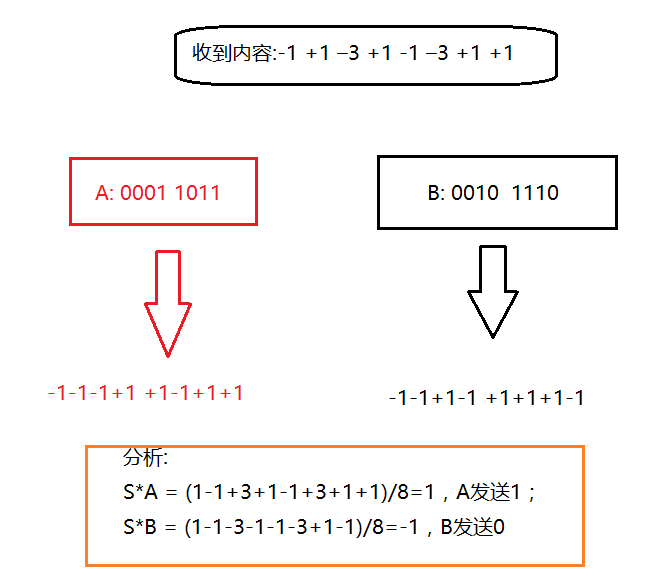 收到内容:-1 +1 –3 +1 -1 –3 +1 +1
A: 0001 1011
B: 0010  1110
-1-1-1+1 +1-1+1+1
-1-1+1-1 +1+1+1-1
分析:
S*A = (1-1+3+1-1+3+1+1)/8=1，A发送1；
S*B = (1-1-3-1-1-3+1-1)/8=-1，B发送0